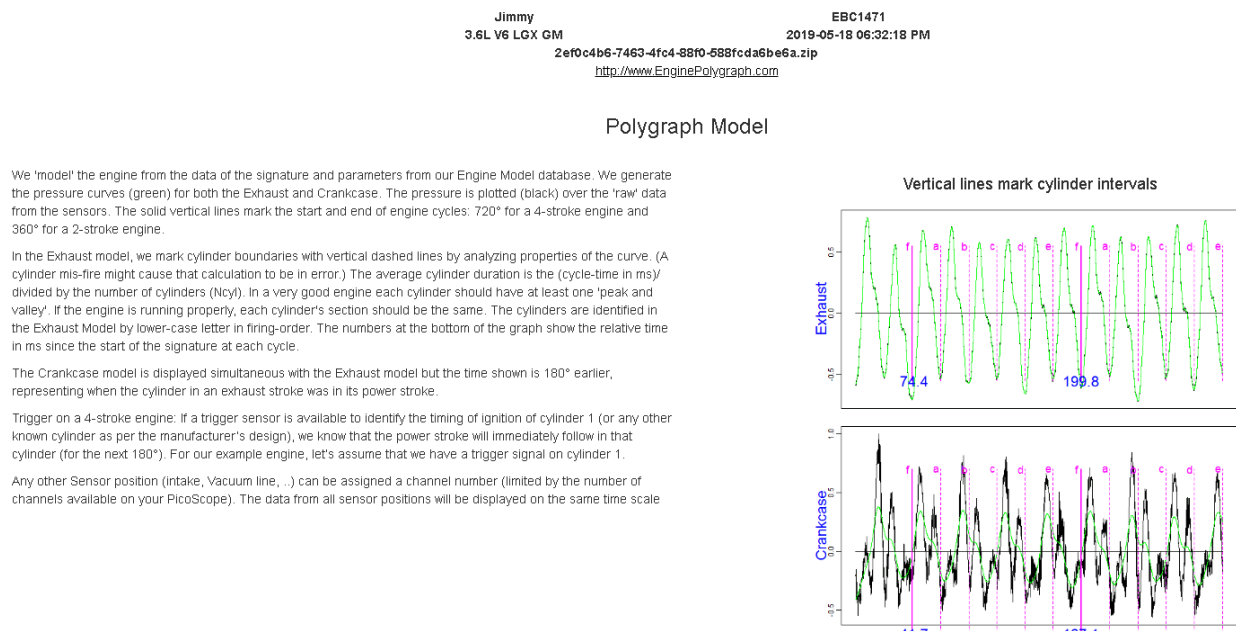 Jimmy EBC1471
3.6L V6 LGX GM 2019-05-18 06:32:18 PM
2ef0c4b6-7463-4fc4-88f0-588fcda6be6a.zip
http://www.EnginePolygraph.com
Polygraph Model
We 'model' the engine from the data of the signature and parameters from our Engine Model database. We generate
the pressure curves (green) for both the Exhaust and Crankcase. The pressure is plotted (black) over the 'raw' data
from the sensors. The solid vertical lines mark the start and end of engine cycles: 720° for a 4-stroke engine and
360° for a 2-stroke engine.
In the Exhaust model, we mark cylinder boundaries with vertical dashed lines by analyzing properties of the curve. (A
cylinder mis-fire might cause that calculation to be in error.) The average cylinder duration is the (cycle-time in ms)/
divided by the number of cylinders (Ncyl). In a very good engine each cylinder should have at least one 'peak and
valley'. If the engine is running properly, each cylinder's section should be the same. The cylinders are identified in
the Exhaust Model by lower-case letter in firing-order. The numbers at the bottom of the graph show the relative time
in ms since the start of the signature at each cycle.
The Crankcase model is displayed simultaneous with the Exhaust model but the time shown is 180° earlier,
representing when the cylinder in an exhaust stroke was in its power stroke.
Trigger on a 4-stroke engine: If a trigger sensor is available to identify the timing of ignition of cylinder 1 (or any other
known cylinder as per the manufacturer's design), we know that the power stroke will immediately follow in that
cylinder (for the next 180°). For our example engine, let's assume that we have a trigger signal on cylinder 1.
Any other Sensor position (intake, Vacuum line, ..) can be assigned a channel number (limited by the number of
channels available on your PicoScope). The data from all sensor positions will be displayed on the same time scale
Vertical lines mark cylinder intervals
f a b c d e f a b c d e
0.5
0.0
-0.5
Exhaust
74.4 199.8
f a b c d e f a b c d e
1.0
0.5
0.0
-0.5
Crankcase